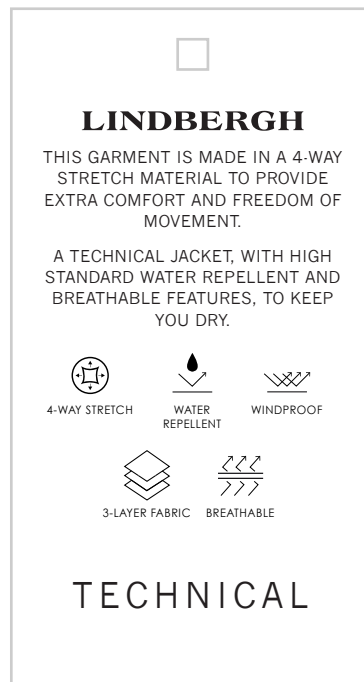 LINDBERGH
THIS GARMENT IS MADE IN A 4-WAY
STRETCH MATERIAL TO PROVIDE
EXTRA COMFORT AND FREEDOM OF
MOVEMENT.
A TECHNICAL JACKET, WITH HIGH
STANDARD WATER REPELLENT AND
BREATHABLE FEATURES, TO KEEP
YOU DRY.
4-WAY STRETCH
WATER
REPELLENT
WINDPROOF
3-LAYER FABRIC
BREATHABLE
TECHNICAL